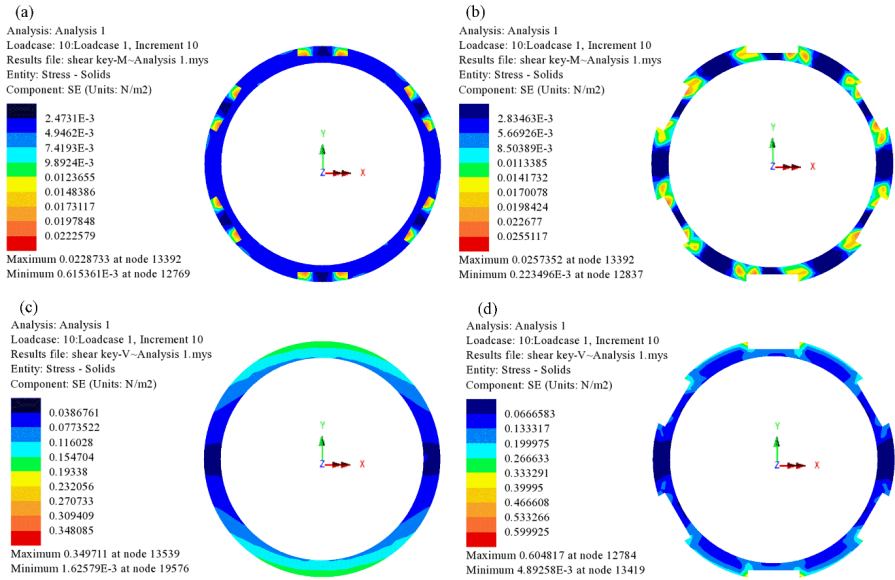 (a)
Analysis: Analysis 1
Loadcase: 10:Loadcase 1, Increment 10
Results file: shear key-M~Analysis 1.mys
Entity: Stress - Solids
Component: SE (Units: N/m2)
2.4731E-3
4.9462E-3
7.4193E-3
9.8924E-3
0.0123655
0.0148386
0.0173117
0.0197848
0.0222579
Maximum 0.0228733 at node 13392
Minimum 0.615361E-3 at node 12769
Y
Z X
(b)
Analysis: Analysis 1
Loadcase: 10:Loadcase 1, Increment 10
Results file: shear key-M~Analysis 1.mys
Entity: Stress - Solids
Component: SE (Units: N/m2)
2.83463E-3
5.66926E-3
8.50389E-3
0.0113385
0.0141732
0.0170078
0.0198424
0.022677
0.0255117
Maximum 0.0257352 at node 13392
Minimum 0.223496E-3 at node 12837
Y
Z X
(c)
Analysis: Analysis 1
Loadcase: 10:Loadcase 1, Increment 10
Results file: shear key-V~Analysis 1.mys
Entity: Stress - Solids
Component: SE (Units: N/m2)
0.0386761
0.0773522
0.116028
0.154704
0.19338
0.232056
0.270733
0.309409
0.348085
Maximum 0.349711 at node 13539
Minimum 1.62579E-3 at node 19576
Y
Z X
(d)
Analysis: Analysis 1
Loadcase: 10:Loadcase 1, Increment 10
Results file: shear key-V~Analysis 1.mys
Entity: Stress - Solids
Component: SE (Units: N/m2)
0.0666583
0.133317
0.199975
0.266633
0.333291
0.39995
0.466608
0.533266
0.599925
Maximum 0.604817 at node 12784
Minimum 4.89258E-3 at node 13419
Y
Z X